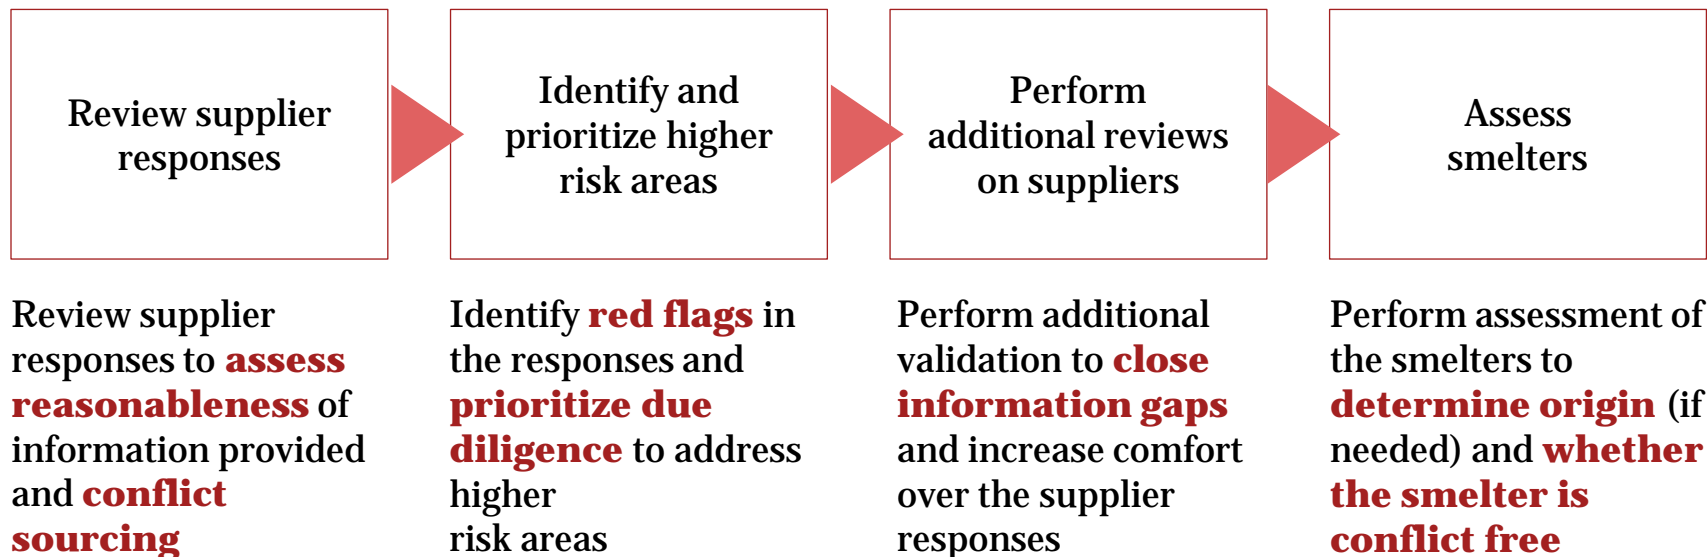 Review supplier
responses
Identify and
prioritize higher
risk areas
Perform
additional reviews
on suppliers
Assess
smelters
Review supplier
responses to assess
reasonableness of
information provided
and conflict
sourcing
Identify red flags in
the responses and
prioritize due
diligence to address
higher
risk areas
Perform additional
validation to close
information gaps
and increase comfort
over the supplier
responses
Perform assessment of
the smelters to
determine origin (if
needed) and whether
the smelter is
conflict free